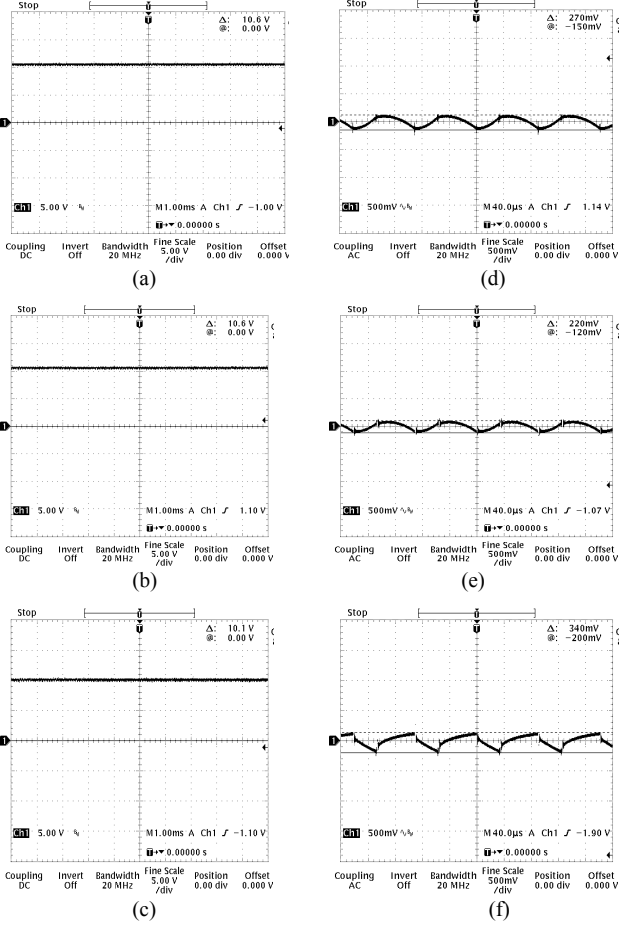 Stop
Δ: 10.6 V
@: 0.00 V
1
Ch1 5.00 V M1.00ms A Ch1 ∫ −1.00 V
T→▼ 0.00000 s
Coupling DC Invert Off Bandwidth 20 MHz Fine Scale 5.00 V /div Position 0.00 div Offset 0.000 V
(a)
Stop
Δ: 270mV
@: −150mV
1
Ch1 500mV M40.0µs A Ch1 ∫ 1.14 V
T→▼ 0.00000 s
Coupling AC Invert Off Bandwidth 20 MHz Fine Scale 500mV /div Position 0.00 div Offset 0.000 V
(d)
Stop
Δ: 10.6 V
@: 0.00 V
1
Ch1 5.00 V M1.00ms A Ch1 ∫ 1.10 V
T→▼ 0.00000 s
Coupling DC Invert Off Bandwidth 20 MHz Fine Scale 5.00 V /div Position 0.00 div Offset 0.000 V
(b)
Stop
Δ: 220mV
@: −120mV
1
Ch1 500mV M40.0µs A Ch1 ∫ −1.07 V
T→▼ 0.00000 s
Coupling AC Invert Off Bandwidth 20 MHz Fine Scale 500mV /div Position 0.00 div Offset 0.000 V
(e)
Stop
Δ: 10.1 V
@: 0.00 V
1
Ch1 5.00 V M1.00ms A Ch1 ∫ −1.10 V
T→▼ 0.00000 s
Coupling DC Invert Off Bandwidth 20 MHz Fine Scale 5.00 V /div Position 0.00 div Offset 0.000 V
(c)
Stop
Δ: 340mV
@: −200mV
1
Ch1 500mV M40.0µs A Ch1 ∫ −1.90 V
T→▼ 0.00000 s
Coupling AC Invert Off Bandwidth 20 MHz Fine Scale 500mV /div Position 0.00 div Offset 0.000 V
(f)